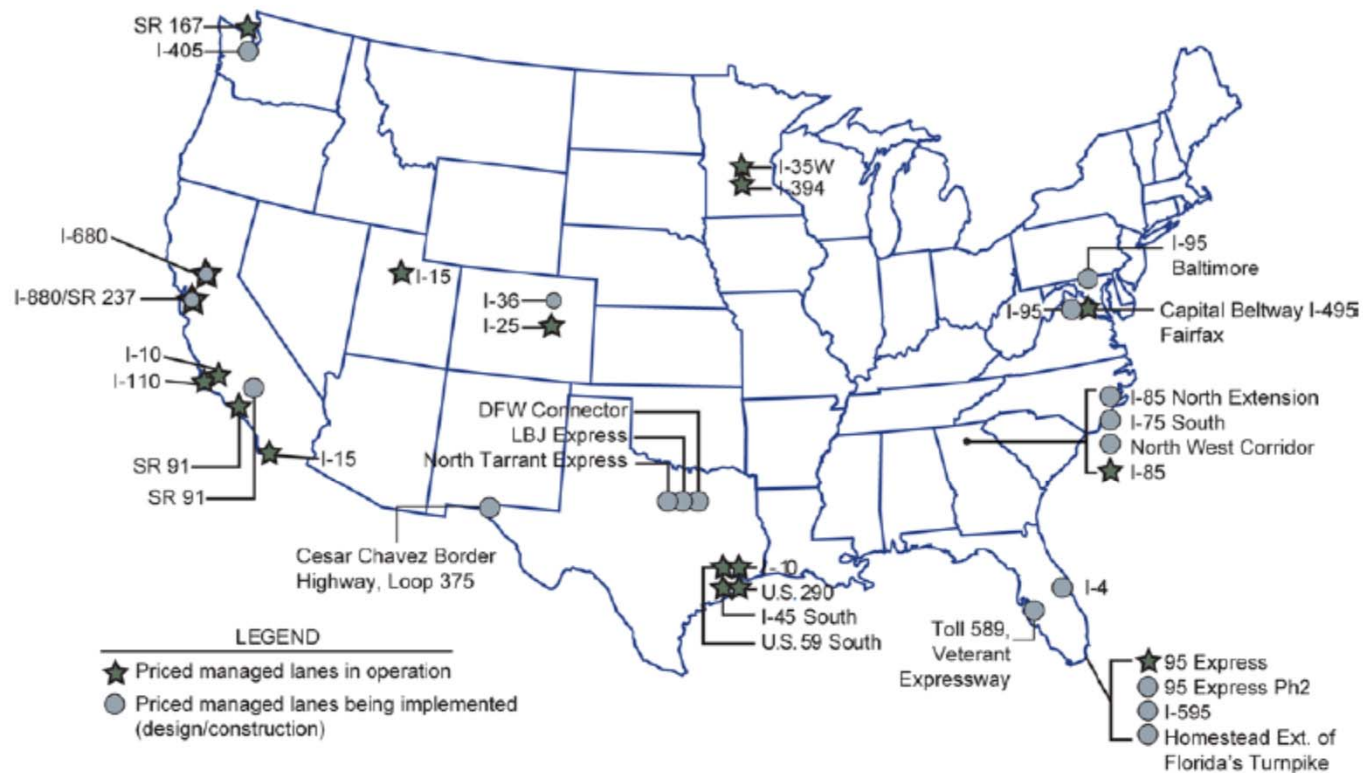 SR 167
I-405
I-35W
I-394
I-680
I-880/SR 237
I-15
I-36
I-25
I-95
Baltimore
I-95
Capital Beltway I-495
Fairfax
I-10
I-110
SR 91
SR 91
I-15
DFW Connector
LBJ Express
North Tarrant Express
I-85 North Extension
I-75 South
North West Corridor
I-85
Cesar Chavez Border
Highway, Loop 375
I-10
U.S. 290
I-45 South
U.S. 59 South
I-4
Toll 589,
Veterant
Expressway
95 Express
95 Express Ph2
I-595
Homestead Ext. of
Florida's Turnpike
LEGEND
Priced managed lanes in operation
Priced managed lanes being implemented
(design/construction)